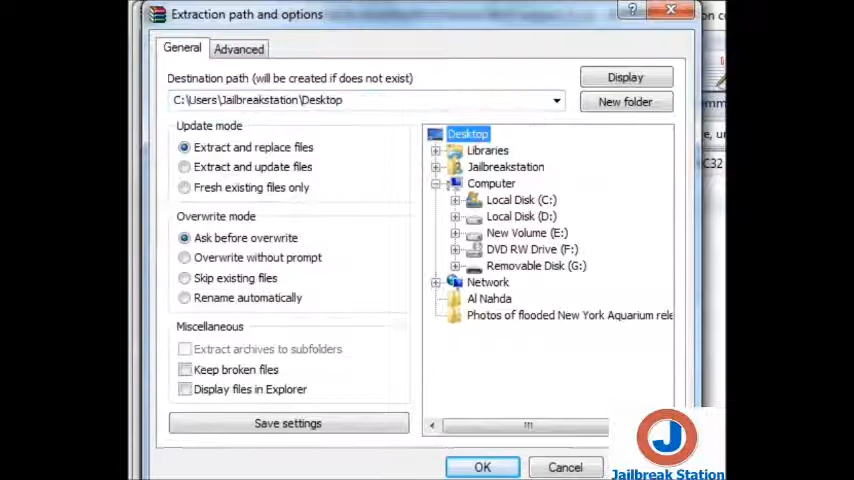 Extraction path and options
General
Advanced
Destination path (will be created if does not exist)
C:\Users\Jailbreakstation\Desktop
Display
New folder
Update mode
Extract and replace files
Extract and update files
Fresh existing files only
Overwrite mode
Ask before overwrite
Overwrite without prompt
Skip existing files
Rename automatically
Miscellaneous
Extract archives to subfolders
Keep broken files
Display files in Explorer
Save settings
Desktop
Libraries
Jailbreakstation
Computer
Local Disk (C:)
Local Disk (D:)
New Volume (E:)
DVD RW Drive (F:)
Removable Disk (G:)
Network
Al Nahda
Photos of flooded New York Aquarium rele
OK
Cancel
C32
J
Jailbreak Station